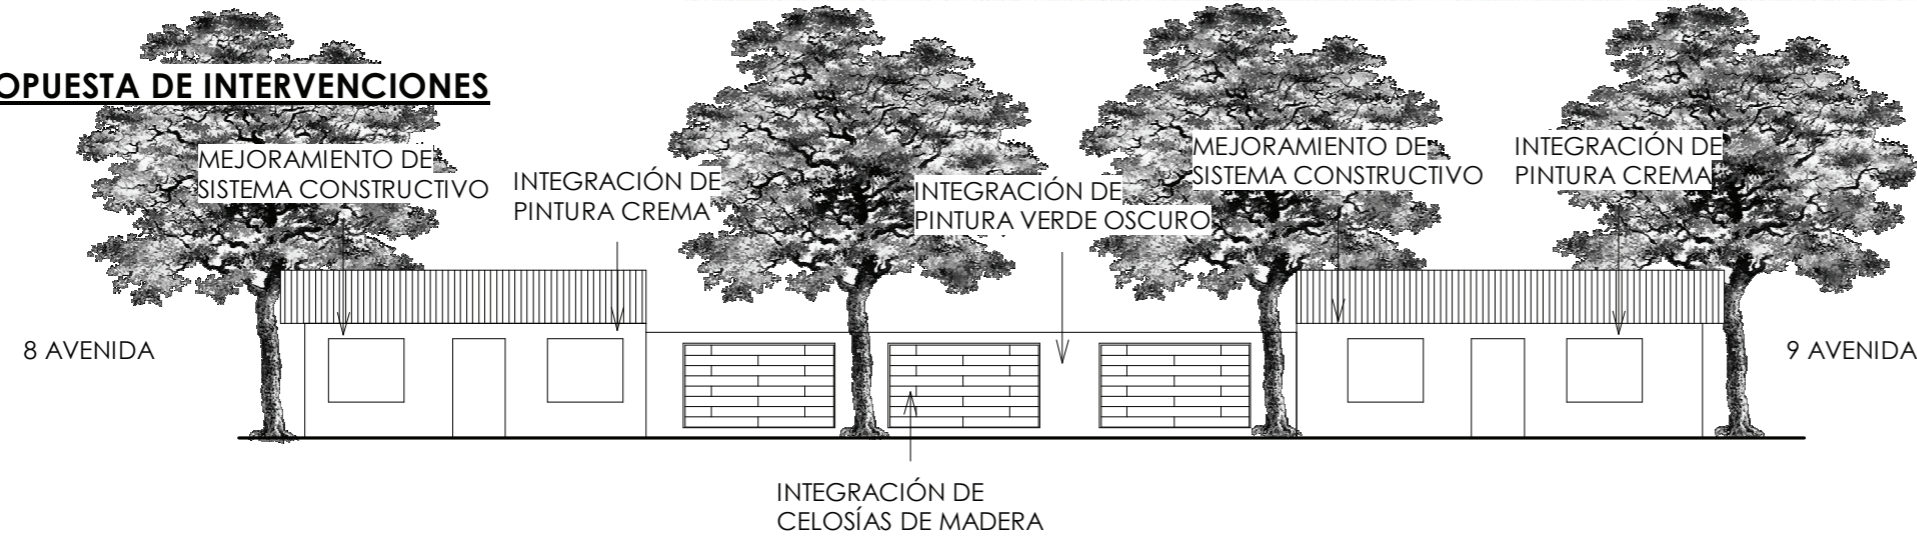 OPUESTA DE INTERVENCIONES
MEJORAMIENTO DE
SISTEMA CONSTRUCTIVO
INTEGRACIÓN DE
PINTURA CREMA
INTEGRACIÓN DE
PINTURA VERDE OSCURO
MEJORAMIENTO DE
SISTEMA CONSTRUCTIVO
INTEGRACIÓN DE
PINTURA CREMA
8 AVENIDA
9 AVENIDA
INTEGRACIÓN DE
CELOSÍAS DE MADERA